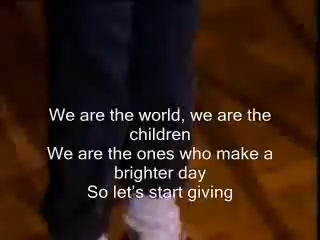 We are the world, we are the
children
We are the ones who make a
brighter day
So let's start giving